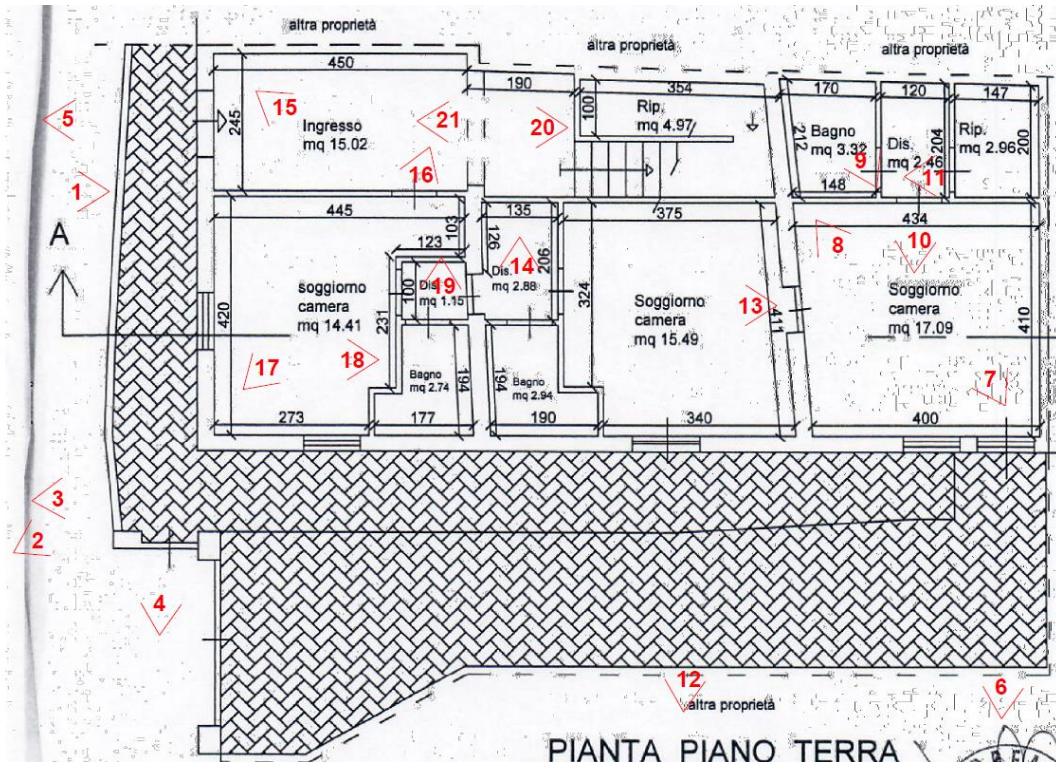 altra proprietà
altra proprietà
altra proprietà
450
190
354
170
120
147
5
15
245
Ingresso
mq 15.02
21
20
100
Rip.
mq 4.97
212
Bagno
mq 3.32
9
Dis.
mq 2.46
204
11
Rip.
mq 2.96
200
1
16
148
A
445
103
123
135
126
206
375
434
8
10
14
Dis.
mq 2.88
19
Dis.
mq 1.15
100
420
soggiorno
camera
mq 14.41
231
324
Soggiorno
camera
mq 15.49
13
411
Soggiorno
camera
mq 17.09
410
17
18
Bagno
mq 2.74
194
194
Bagno
mq 2.94
7
273
177
190
340
400
3
2
4
12
altra proprietà
6
PIANTA PIANO TERRA